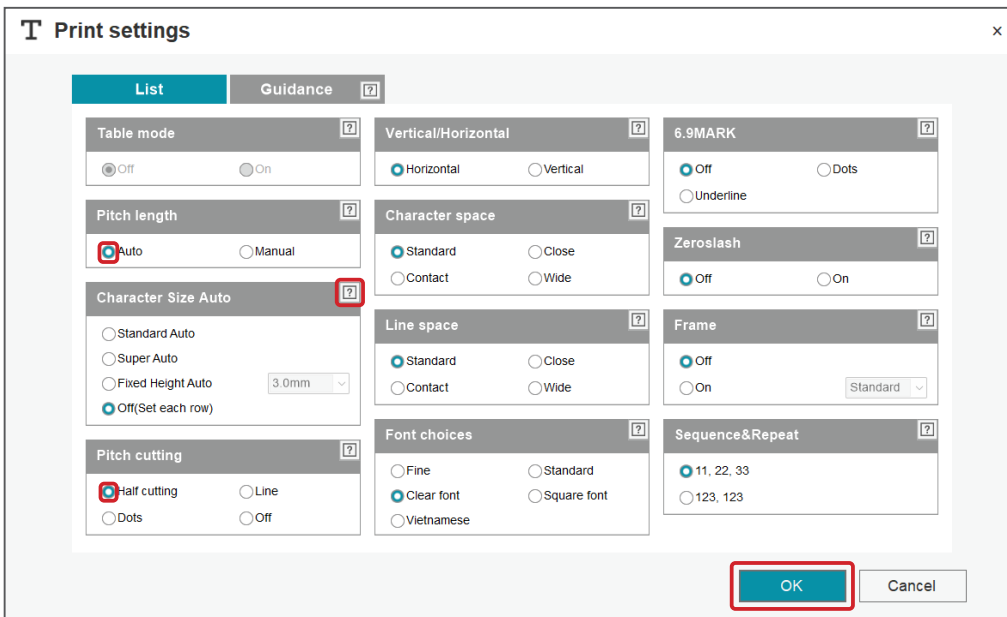 T Print settings ×
List Guidance ?
Table mode ?
Off On
Pitch length ?
Auto Manual
Character Size Auto ?
Standard Auto
Super Auto
Fixed Height Auto 3.0mm
Off(Set each row)
Pitch cutting ?
Half cutting Line
Dots Off
Vertical/Horizontal ?
Horizontal Vertical
Character space ?
Standard Close
Contact Wide
Line space ?
Standard Close
Contact Wide
Font choices ?
Fine Standard
Clear font Square font
Vietnamese
6.9MARK ?
Off Dots
Underline
Zeroslash ?
Off On
Frame ?
Off
On Standard
Sequence&Repeat ?
11, 22, 33
123, 123
OK Cancel